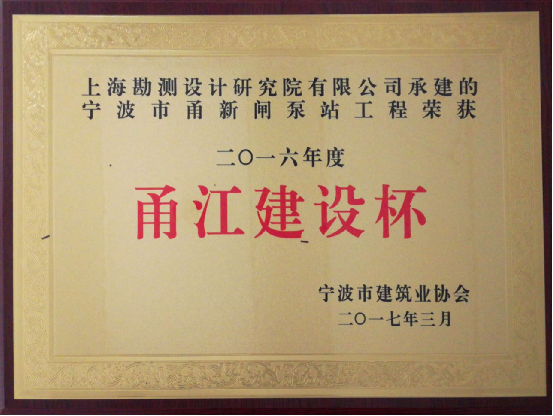 上海勘测设计研究院有限公司承建的
宁波市甬新闸泵站工程荣获
二〇一六年度
甬江建设杯
宁波市建筑业协会
二〇一七年三月